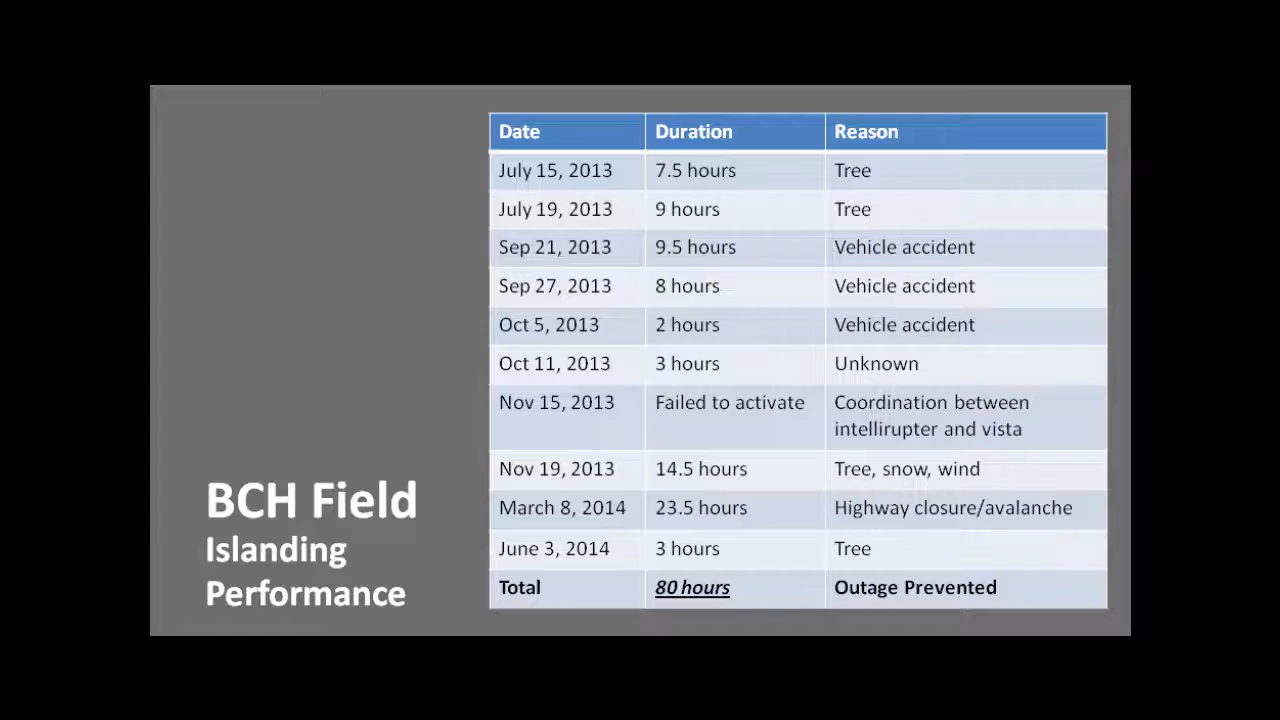 Date Duration Reason
July 15, 2013 7.5 hours Tree
July 19, 2013 9 hours Tree
Sep 21, 2013 9.5 hours Vehicle accident
Sep 27, 2013 8 hours Vehicle accident
Oct 5, 2013 2 hours Vehicle accident
Oct 11, 2013 3 hours Unknown
Nov 15, 2013 Failed to activate Coordination between
intellirupter and vista
Nov 19, 2013 14.5 hours Tree, snow, wind
March 8, 2014 23.5 hours Highway closure/avalanche
June 3, 2014 3 hours Tree
Total 80 hours Outage Prevented
BCH Field
Islanding
Performance